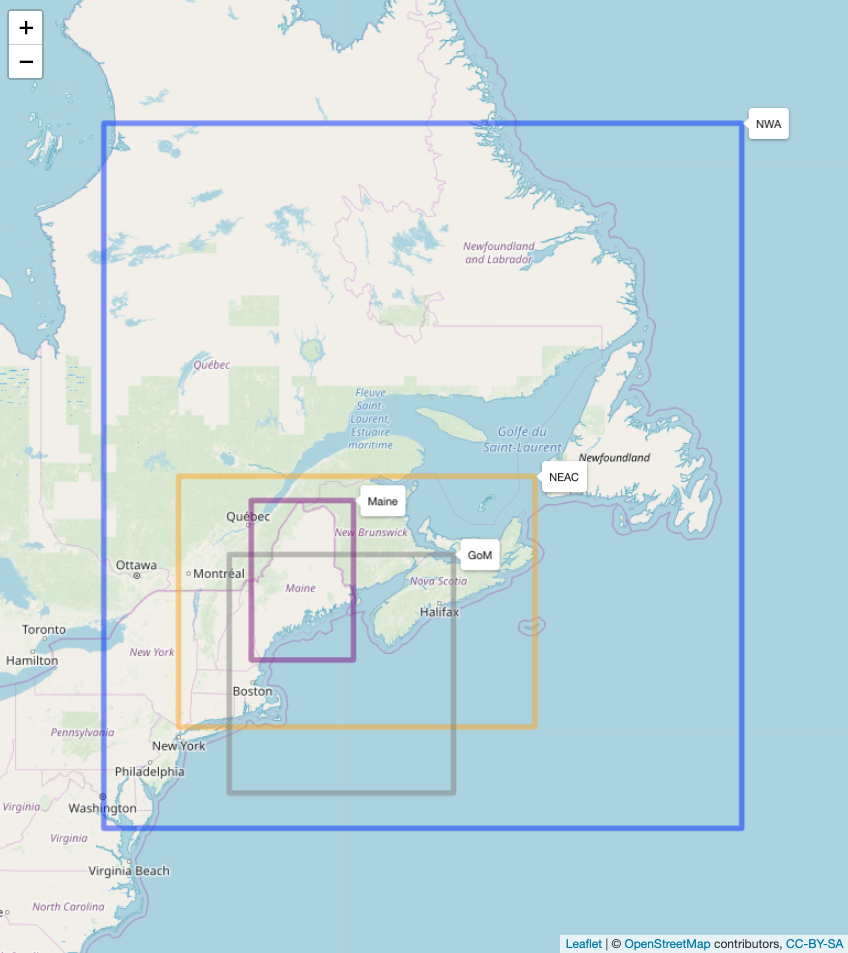 +
−
NWA
Newfoundland
and Labrador
Québec
Fleuve
Saint-
Laurent,
Estuaire
maritime
Golfe du
Saint-Laurent
Newfoundland
NEAC
Maine
Québec
New Brunswick
GoM
Ottawa
Montréal
Nova Scotia
Maine
Halifax
Toronto
Hamilton
New York
Boston
Pennsylvania
New York
Philadelphia
Virginia
Washington
Virginia
Virginia Beach
North Carolina
Leaflet | © OpenStreetMap contributors, CC-BY-SA